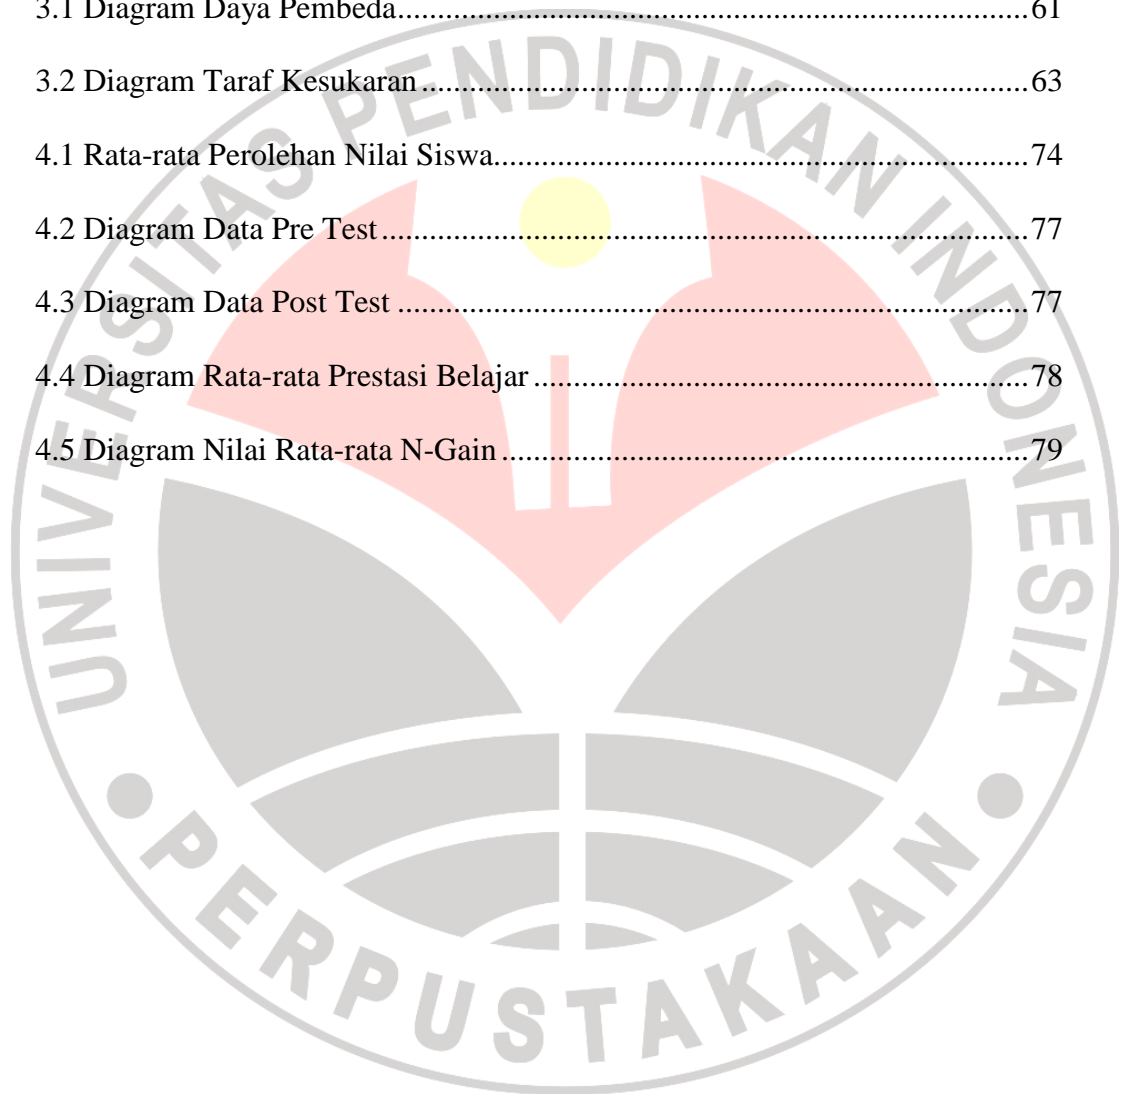 3.1 Diagram Daya Pembeda....................................................................................61
3.2 Diagram Taraf Kesukaran.................................................................................63
4.1 Rata-rata Perolehan Nilai Siswa........................................................................74
4.2 Diagram Data Pre Test......................................................................................77
4.3 Diagram Data Post Test ....................................................................................77
4.4 Diagram Rata-rata Prestasi Belajar...................................................................78
4.5 Diagram Nilai Rata-rata N-Gain.......................................................................79
UNIVERSITAS PENDIDIKAN INDONESIA
PERPUSTAKAAN